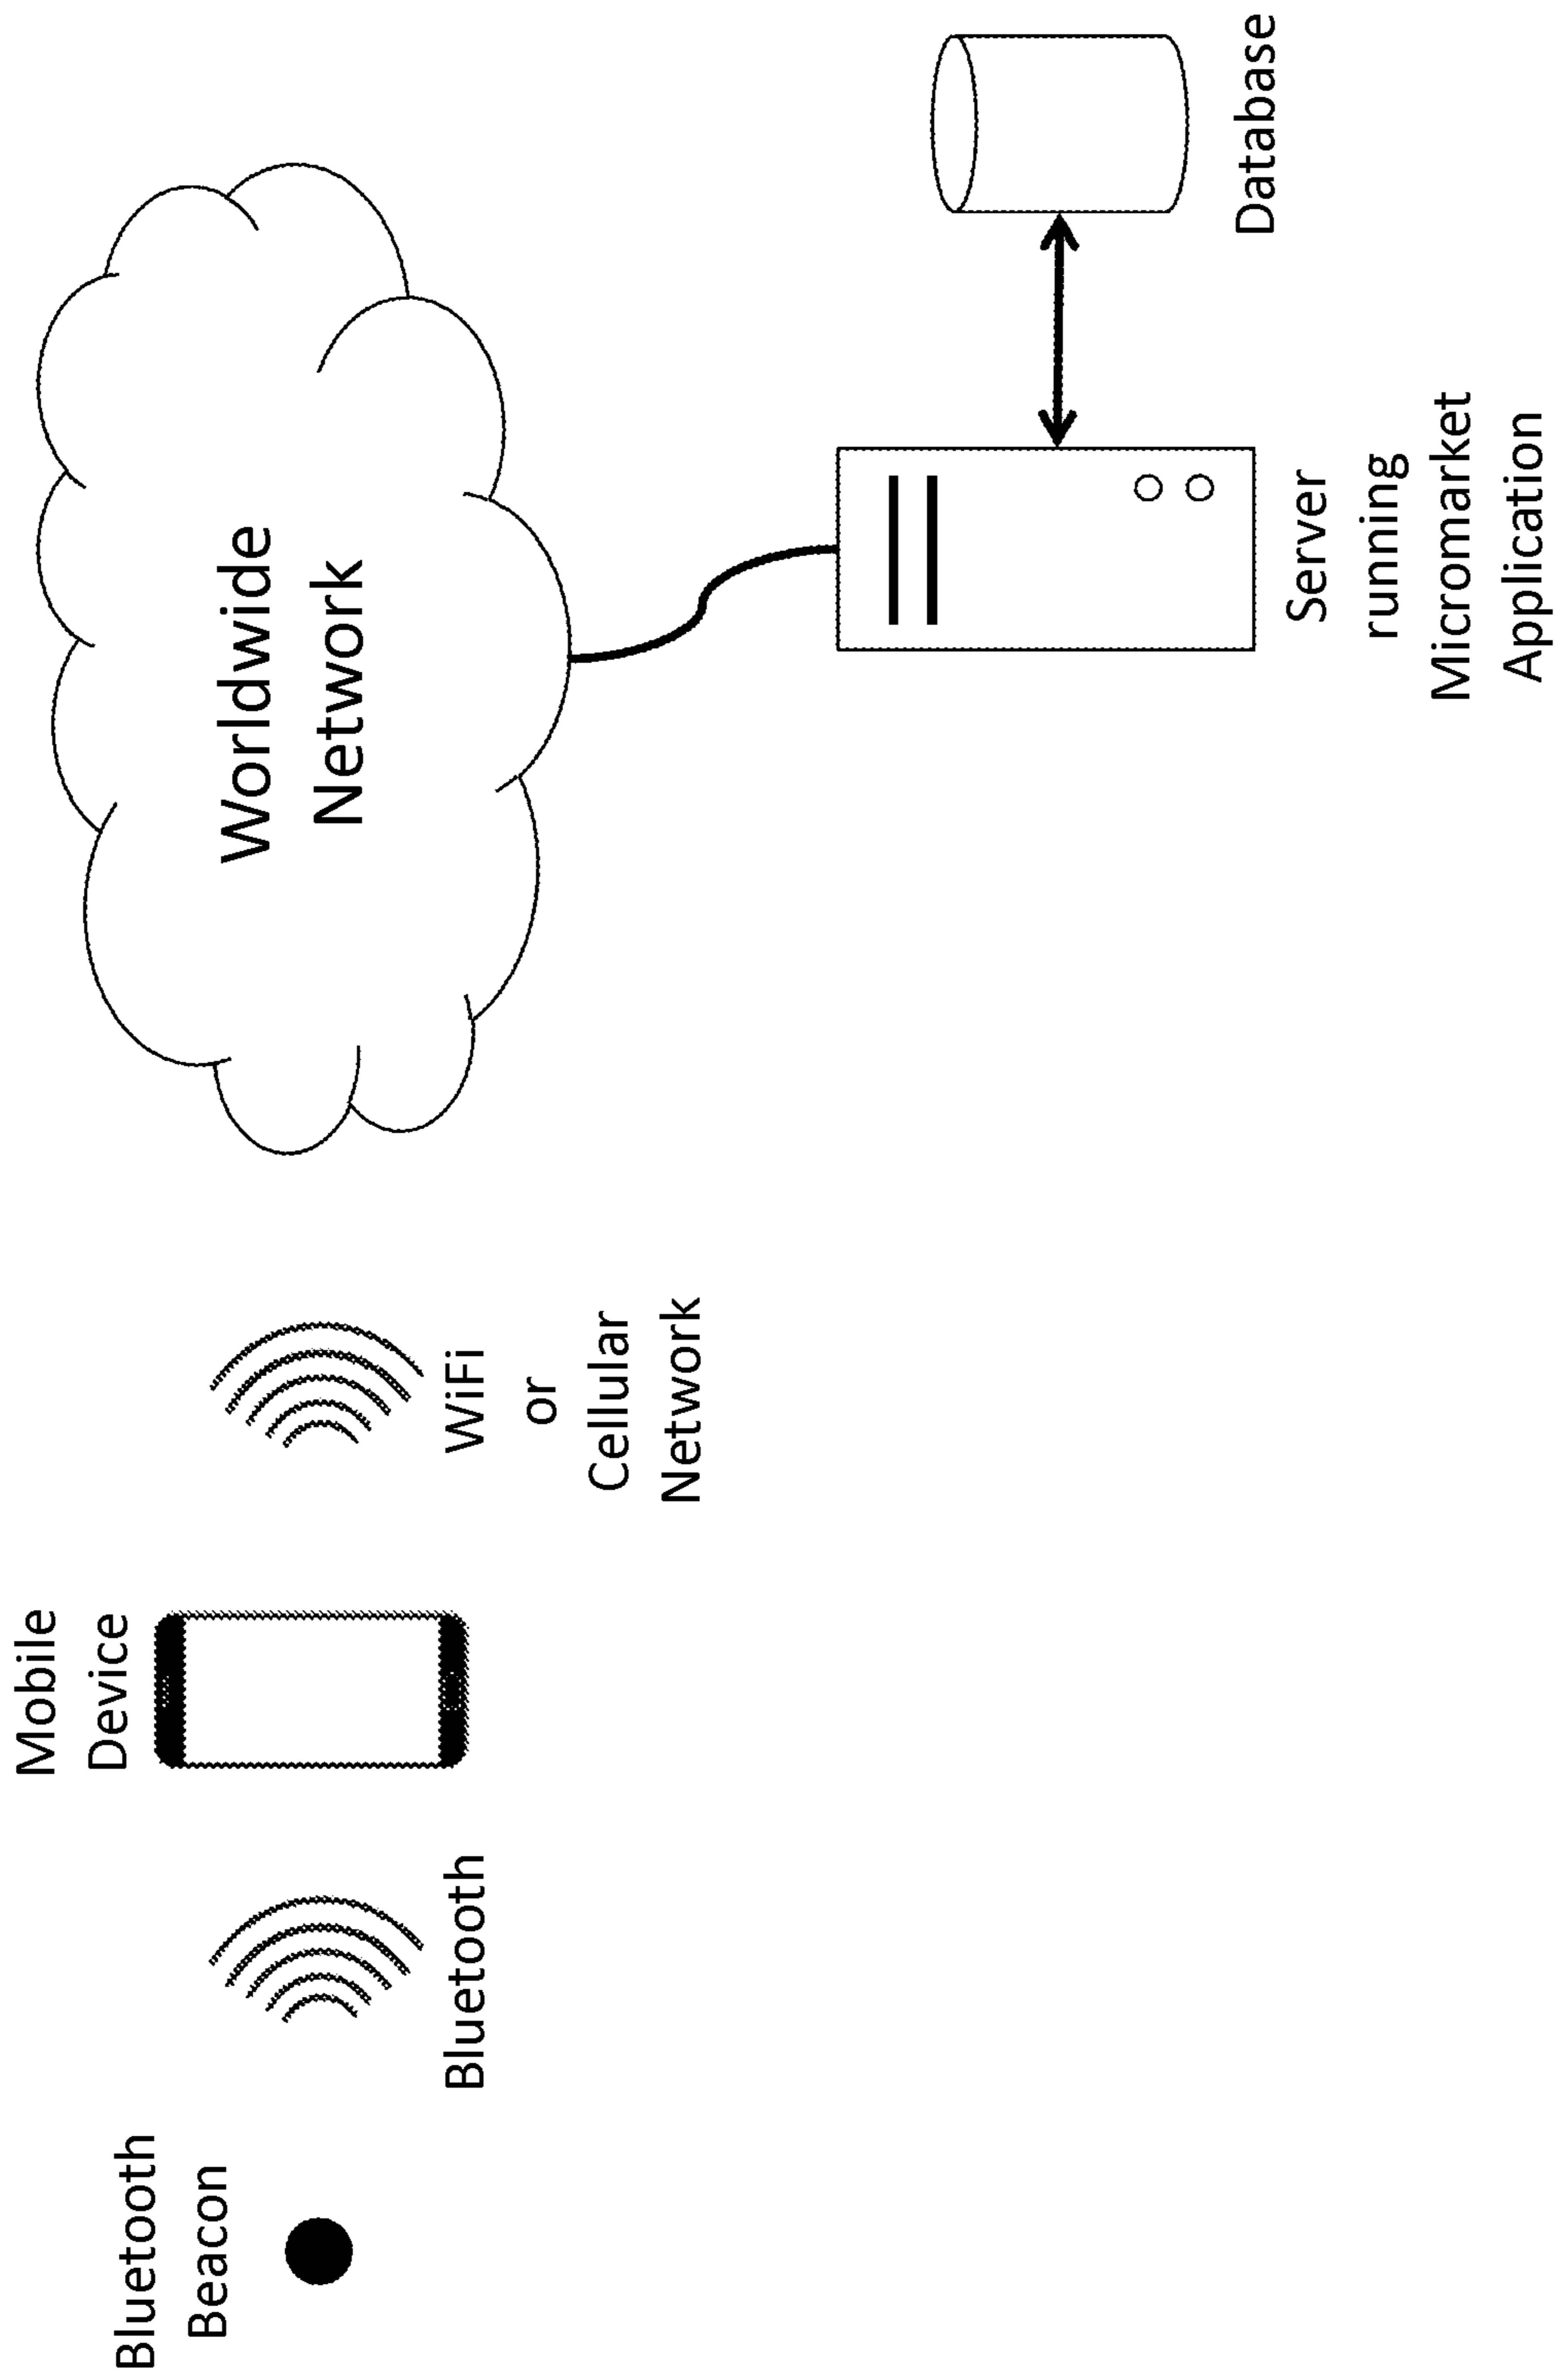 Bluetooth
Beacon
Bluetooth
Mobile
Device
WiFi
or
Cellular
Network
Worldwide
Network
Server
running
Micromarket
Application
Database